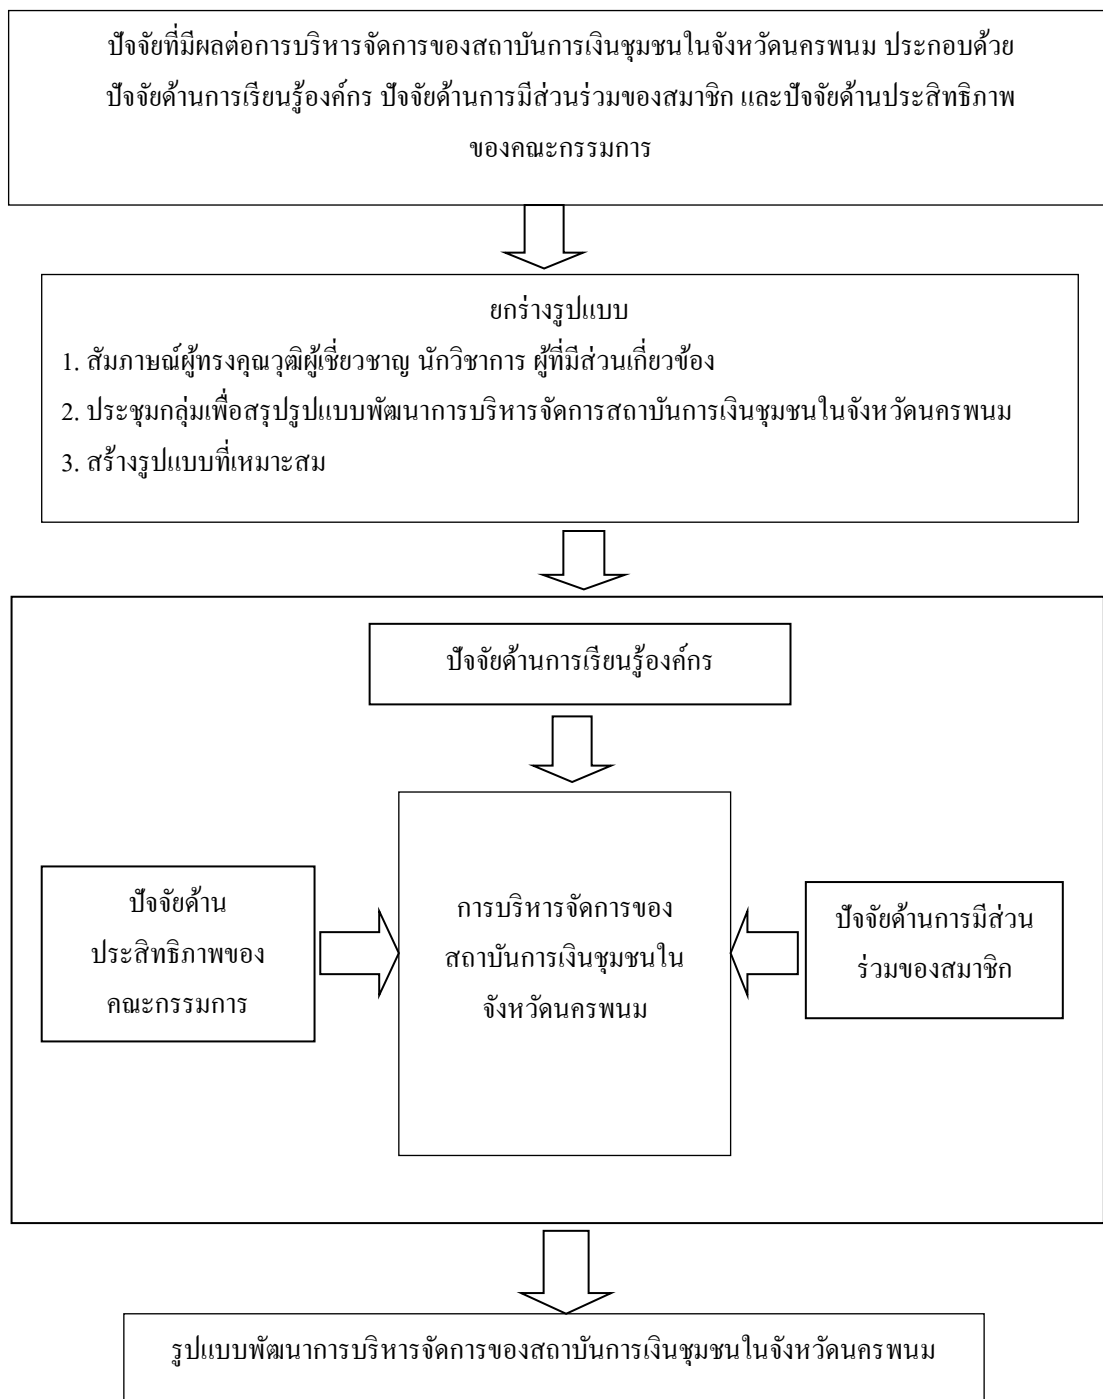 ปัจจัยที่มีผลต่อการบริหารจัดการของสถาบันการเงินชุมชนในจังหวัดนครพนม ประกอบด้วย
ปัจจัยด้านการเรียนรู้องค์กร ปัจจัยด้านการมีส่วนร่วมของสมาชิก และปัจจัยด้านประสิทธิภาพ
ของคณะกรรมการ
ยกร่างรูปแบบ
1. สัมภาษณ์ผู้ทรงคุณวุฒิผู้เชี่ยวชาญ นักวิชาการ ผู้ที่มีส่วนเกี่ยวข้อง
2. ประชุมกลุ่มเพื่อสรุปรูปแบบพัฒนาการบริหารจัดการสถาบันการเงินชุมชนในจังหวัดนครพนม
3. สร้างรูปแบบที่เหมาะสม
ปัจจัยด้านการเรียนรู้องค์กร
ปัจจัยด้าน
ประสิทธิภาพของ
คณะกรรมการ
การบริหารจัดการของ
สถาบันการเงินชุมชนใน
จังหวัดนครพนม
ปัจจัยด้านการมีส่วน
ร่วมของสมาชิก
รูปแบบพัฒนาการบริหารจัดการของสถาบันการเงินชุมชนในจังหวัดนครพนม